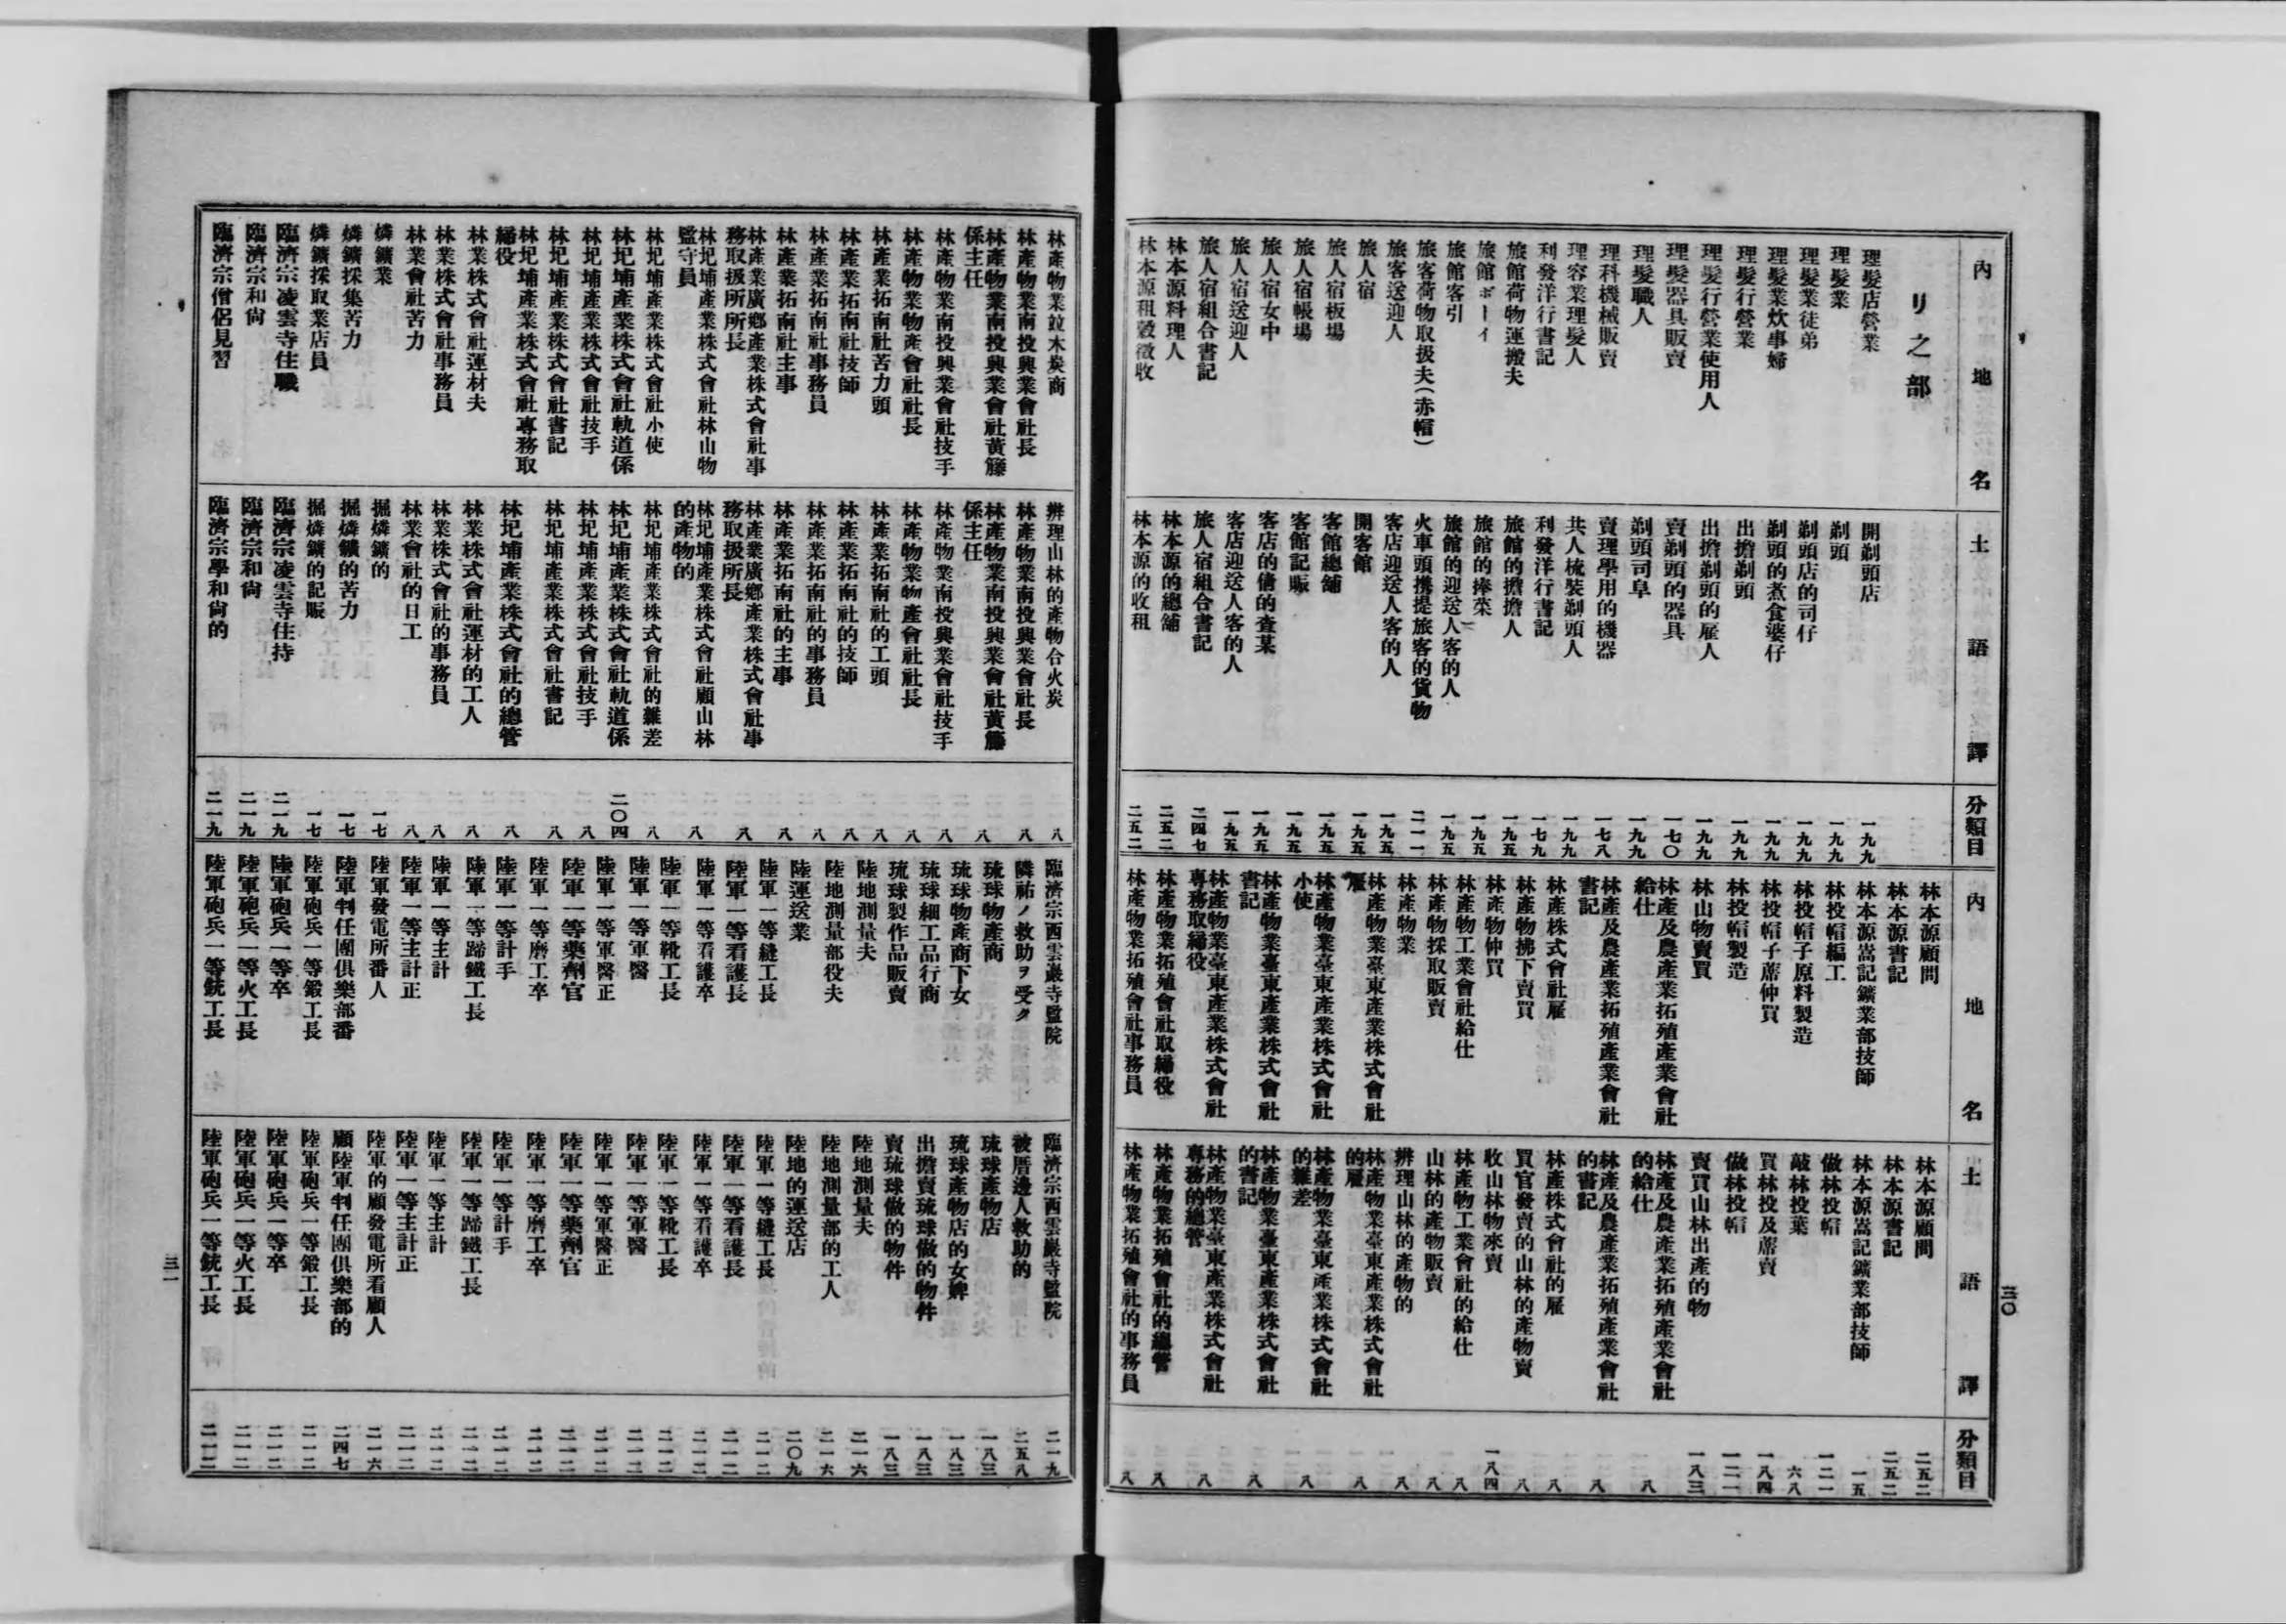 內地名
土語譯
分類目
リ之部
理髮店營業 開剃頭店 一九九
理髮業 剃頭 一九九
理髮業徒弟 剃頭店的司仔 一九九
理髮業炊事婦 剃頭的煮食婆仔 一九九
理髮行營業 出擔剃頭 一九九
理髮行營業使用人 出擔剃頭的雇人 一九九
理髮器具販賣 賣剃頭的器具 一七〇
理髮職人 剃頭司阜 一九九
理科機械販賣 賣理學用的機器 一七八
理容業理髮人 共人梳裝剃頭人 一九九
利發洋行書記 利發洋行書記 一七九
旅館荷物運搬夫 旅館的擔擔人 一九五
旅館ボーイ 旅館的捧菜 一九五
旅館客引 旅館的迎送人客的人 一九五
旅客荷物取扱夫(赤帽) 火車頭携提旅客的貨物 二一一
旅客送迎人 客店迎送人客的人 一九五
旅人宿 開客館 一九五
旅人宿板場 客館總舖 一九五
旅人宿帳場 客館記賬 一九五
旅人宿女中 客店的倩的查某 一九五
旅人宿送迎人 客店迎送人客的人 一九五
旅人宿組合書記 旅人宿組合書記 二四七
林本源料理人 林本源的總舖 二五二
林本源租穀徵收 林本源的收租 二五二
內地名
土語譯
分類目
林本源顧問 林本源顧問 二五二
林本源書記 林本源書記 二五二
林本源嵩記鑛業部技師 林本源嵩記鑛業部技師 一五
林投帽編工 做林投帽 一二一
林投帽子原料製造 敲林投葉 六八
林投帽子蓆仲買 買林投及蓆賣 一八四
林投帽製造 做林投帽 一二一
林山物賣買 賣買山林出產的物 一八三
林產及農產業拓殖產業會社
給仕 林產及農產業拓殖產業會社
的給仕 八
林產及農產業拓殖產業會社
書記 林產及農產業拓殖產業會社
的書記 八
林產株式會社雇 林產株式會社的雇 八
林產物拂下賣買 買官發賣的山林的產物賣 八
林產物仲買 收山林物來賣 一八四
林產物工業會社給仕 林產物工業會社的給仕 八
林產物採取販賣 山林的產物販賣 八
林產物業 辨理山林的產物的 八
林產物業臺東產業株式會社
雇 林產物業臺東產業株式會社
的雇 八
林產物業臺東產業株式會社
小使 林產物業臺東產業株式會社
的雜差 八
林產物業臺東產業株式會社
書記 林產物業臺東產業株式會社
的書記 八
林產物業臺東產業株式會社
專務取締役 林產物業臺東產業株式會社
專務的總管 八
林產物業拓殖會社取締役 林產物業拓殖會社的總管 八
林產物業拓殖會社事務員 林產物業拓殖會社的事務員 八
三〇
林產物業竝木炭商 辨理山林的產物合火炭 八
林產物業南投興業會社長 林產物業南投興業會社長 八
林產物業南投興業會社黃籐
係主任 林產物業南投興業會社黃籐
係主任 八
林產物業南投興業會社技手 林產物業南投興業會社技手 八
林產物業物產會社社長 林產物業物產會社社長 八
林產業拓南社苦力頭 林產業拓南社的工頭 八
林產業拓南社技師 林產業拓南社的技師 八
林產業拓南社事務員 林產業拓南社的事務員 八
林產業拓南社主事 林產業拓南社的主事 八
林產業廣鄉產業株式會社事
務取扱所所長 林產業廣鄉產業株式會社事
務取扱所長 八
林圯埔產業株式會社林山物
監守員 林圯埔產業株式會社顧山林
的產物的 八
林圯埔產業株式會社小使 林圯埔產業株式會社的雜差 八
林圯埔產業株式會社軌道係 林圯埔產業株式會社軌道係 二〇四
林圯埔產業株式會社技手 林圯埔產業株式會社技手 八
林圯埔產業株式會社書記 林圯埔產業株式會社書記 八
林圯埔產業株式會社專務取
締役 林圯埔產業株式會社的總管 八
林業株式會社運材夫 林業株式會社運材的工人 八
林業株式會社事務員 林業株式會社的事務員 八
林業會社苦力 林業會社的日工 八
燐鑛業 掘燐鑛的 一七
燐鑛採集苦力 掘燐鑛的苦力 一七
燐鑛採取業店員 掘燐鑛的記賬 一七
臨濟宗凌雲寺住職 臨濟宗凌雲寺住持 二一九
臨濟宗和尙 臨濟宗和尙 二一九
臨濟宗僧侶見習 臨濟宗學和尙的 二一九
臨濟宗西雲巖寺監院 臨濟宗西雲巖寺監院 二一九
隣祐ノ救助ヲ受ク 被厝邊人救助的 二五八
琉球物產商 琉球產物店 一八三
琉球物產商下女 琉球產物店的女婢 一八三
琉球細工品行商 出擔賣琉球做的物件 一八三
琉球製作品販賣 賣琉球做的物件 一八三
陸地測量夫 陸地測量夫 二一六
陸地測量部役夫 陸地測量部的工人 二一六
陸運送業 陸地的運送店 二〇九
陸軍一等縫工長 陸軍一等縫工長 二一二
陸軍一等看護長 陸軍一等看護長 二一二
陸軍一等看護卒 陸軍一等看護卒 二一二
陸軍一等靴工長 陸軍一等靴工長 二一二
陸軍一等軍醫 陸軍一等軍醫 二一二
陸軍一等軍醫正 陸軍一等軍醫正 二一二
陸軍一等藥劑官 陸軍一等藥劑官 二一二
陸軍一等磨工卒 陸軍一等磨工卒 二一二
陸軍一等計手 陸軍一等計手 二一二
陸軍一等蹄鐵工長 陸軍一等蹄鐵工長 二一二
陸軍一等主計 陸軍一等主計 二一二
陸軍一等主計正 陸軍一等主計正 二一二
陸軍發電所番人 陸軍的顧發電所看顧人 二一六
陸軍判任團俱樂部番 顧陸軍判任團俱樂部的 二四七
陸軍砲兵一等鍛工長 陸軍砲兵一等鍛工長 二一二
陸軍砲兵一等卒 陸軍砲兵一等卒 二一二
陸軍砲兵一等火工長 陸軍砲兵一等火工長 二一二
陸軍砲兵一等銃工長 陸軍砲兵一等銃工長 二一二
三一